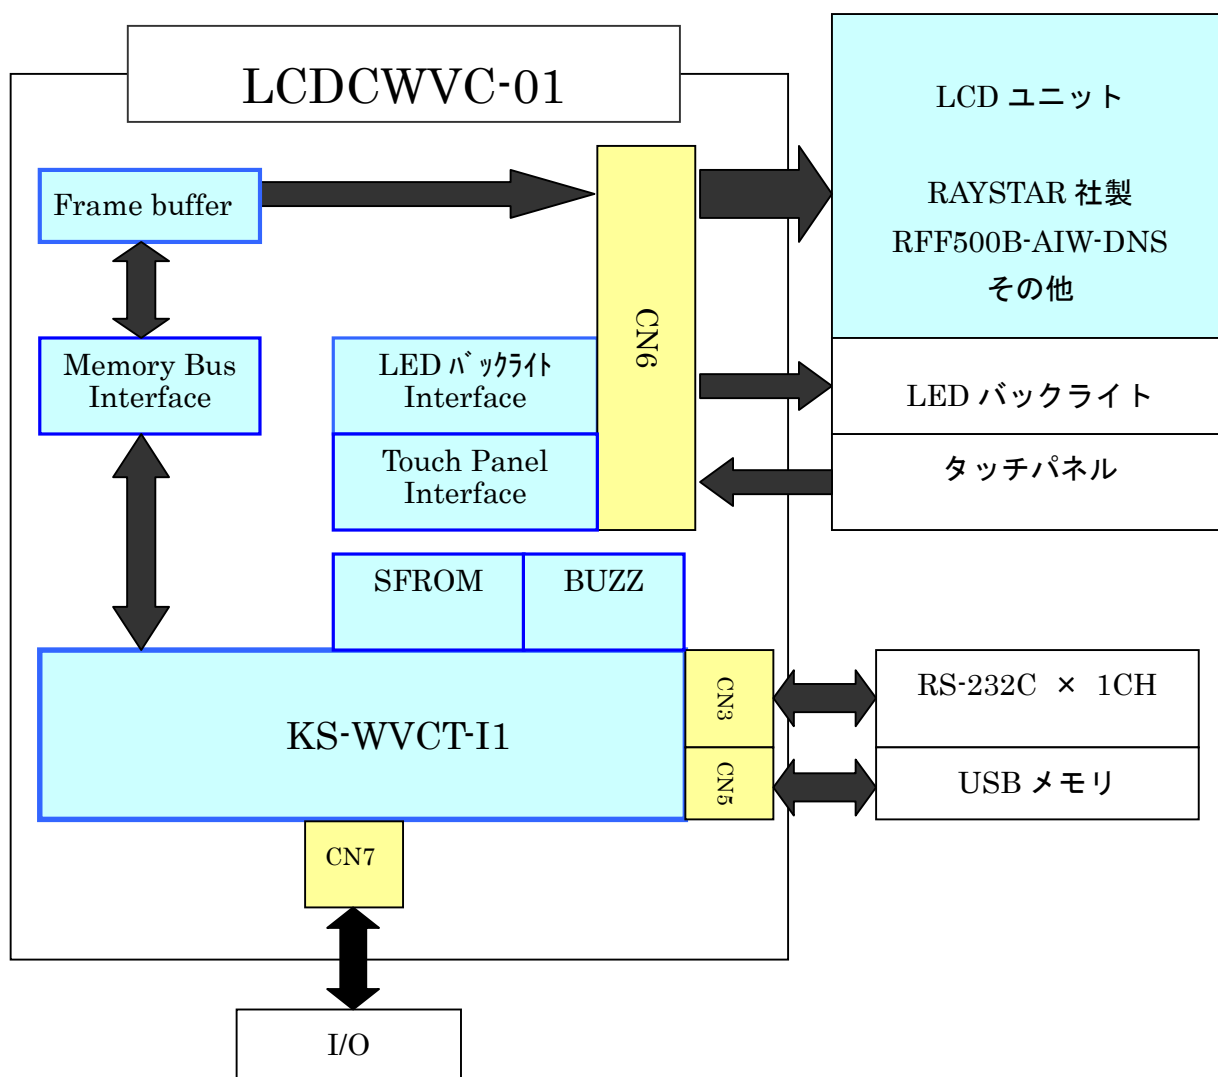 LCDCWVC-01
LCD ユニット
RAYSTAR 社製
RFF500B-AIW-DNS
その他
Frame buffer
CN6
Memory Bus
Interface
LED ﾊﾞｯｸﾗｲﾄ
Interface
LED バックライト
Touch Panel
Interface
タッチパネル
SFROM
BUZZ
KS-WVCT-I1
CN3
RS-232C × 1CH
CN5
USB メモリ
CN7
I/O